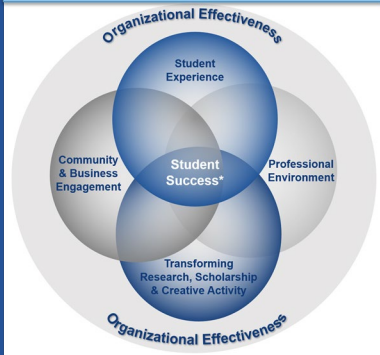 Organizational Effectiveness
Student
Experience
Community
& Business
Engagement
Student
Success*
Professional
Environment
Transforming
Research, Scholarship
& Creative Activity
Organizational Effectiveness